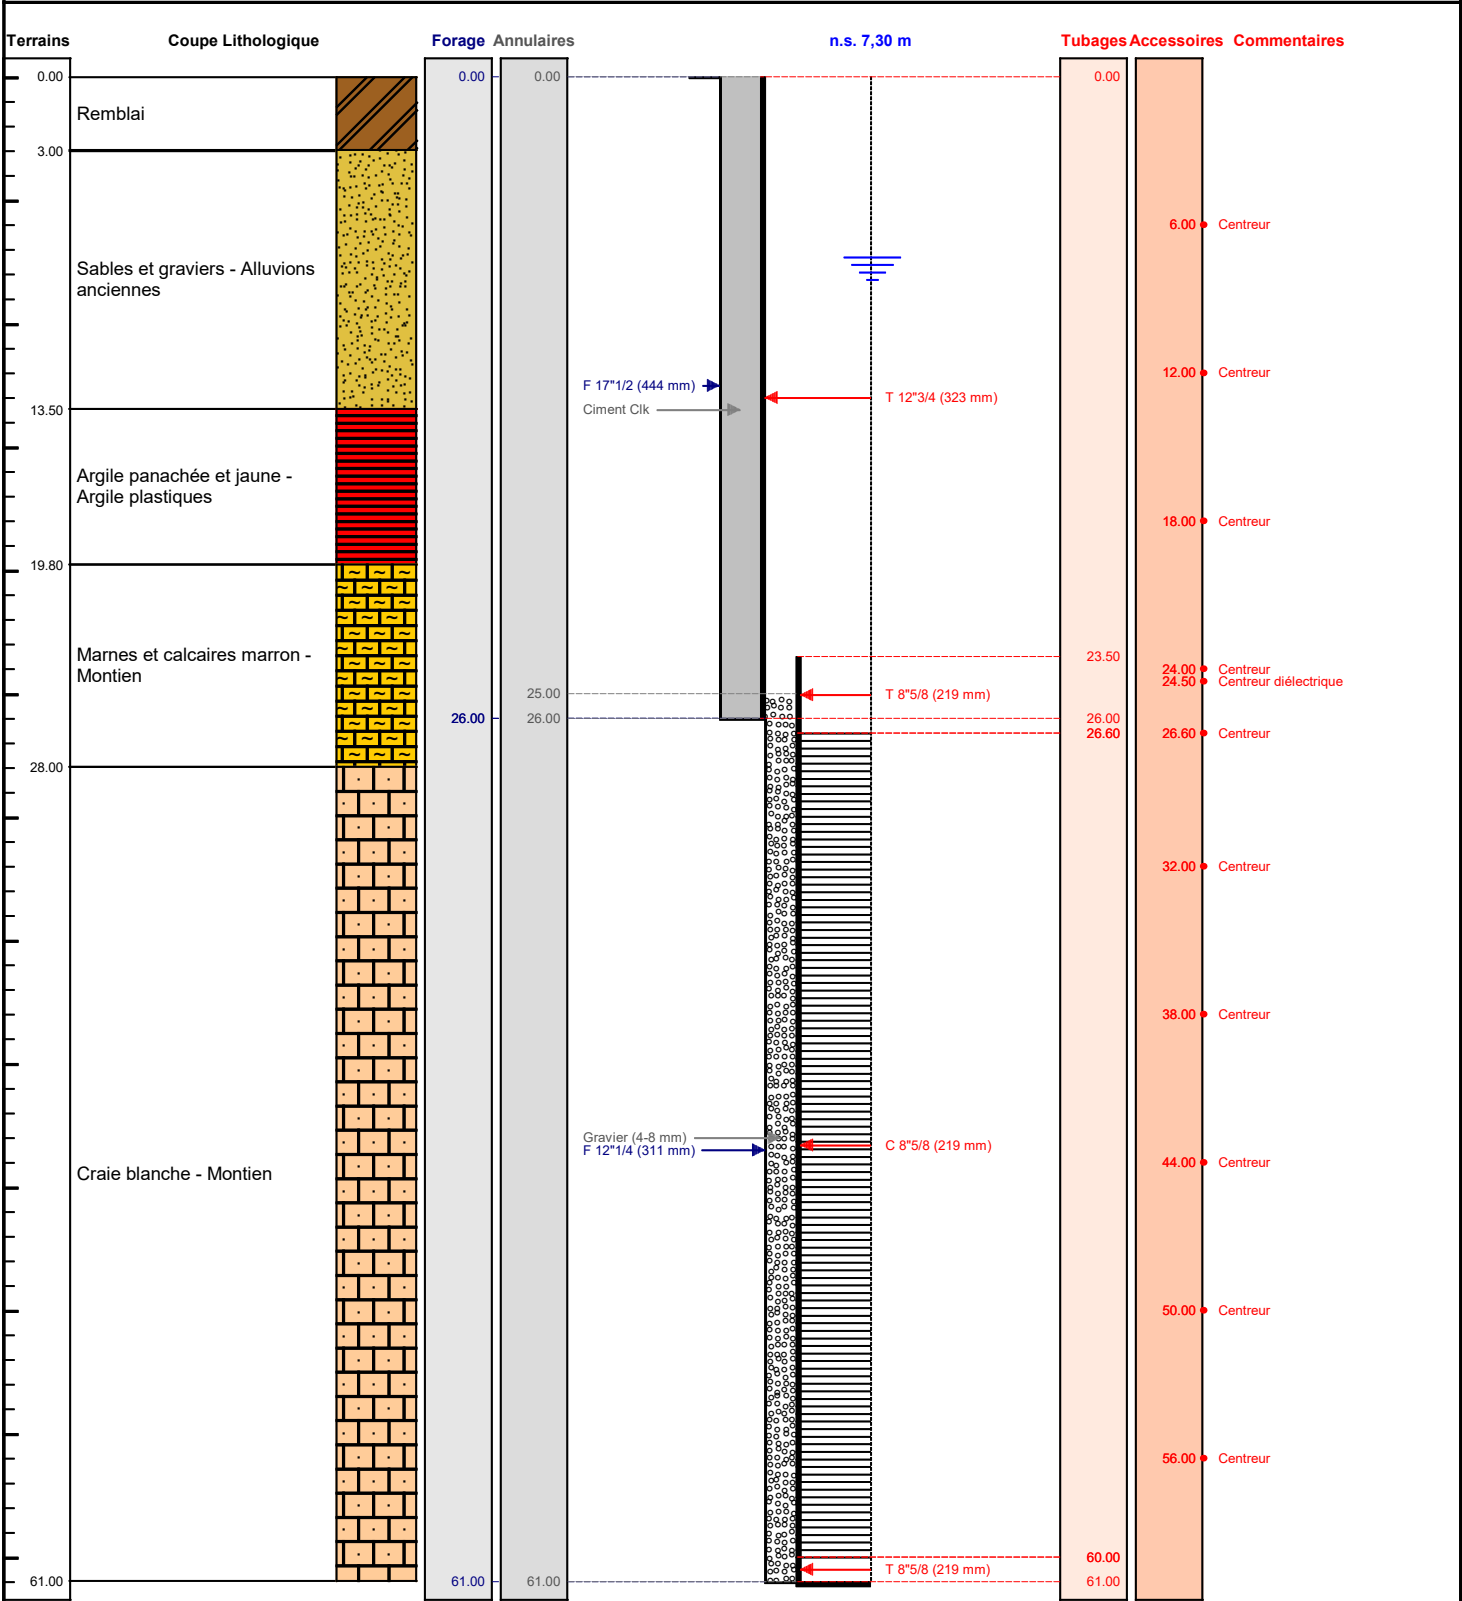 Terrains Coupe Lithologique Forage Annulaires n.s. 7,30 m Tubages Accessoires Commentaires
0.00 0.00 0.00 0.00
Remblai
3.00
6.00 Centreur
Sables et graviers - Alluvions
anciennes
12.00 Centreur
F 17"1/2 (444 mm)
T 12"3/4 (323 mm)
13.50 Ciment Clk
Argile panachée et jaune -
Argile plastiques
18.00 Centreur
19.80
Marnes et calcaires marron -
Montien
23.50
24.00 Centreur
24.50 Centreur diélectrique
25.00 T 8"5/8 (219 mm)
26.00 26.00 26.00
26.60 26.60 Centreur
28.00
32.00 Centreur
38.00 Centreur
Gravier (4-8 mm)
C 8"5/8 (219 mm)
F 12"1/4 (311 mm)
44.00 Centreur
Craie blanche - Montien
50.00 Centreur
56.00 Centreur
60.00
T 8"5/8 (219 mm)
61.00 61.00 61.00 61.00